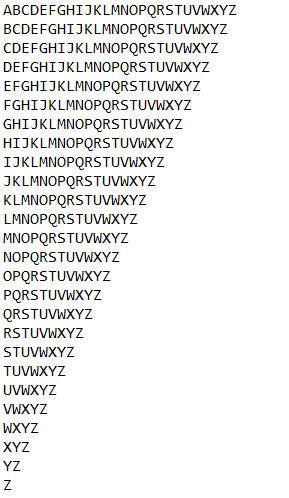 ABCDEFGHIJKLMNOPQRSTUVWXYZ
BCDEFGHIJKLMNOPQRSTUVWXYZ
CDEFGHIJKLMNOPQRSTUVWXYZ
DEFGHIJKLMNOPQRSTUVWXYZ
EFGHIJKLMNOPQRSTUVWXYZ
FGHIJKLMNOPQRSTUVWXYZ
GHIJKLMNOPQRSTUVWXYZ
HIJKLMNOPQRSTUVWXYZ
IJKLMNOPQRSTUVWXYZ
JKLMNOPQRSTUVWXYZ
KLMNOPQRSTUVWXYZ
LMNOPQRSTUVWXYZ
MNOPQRSTUVWXYZ
NOPQRSTUVWXYZ
OPQRSTUVWXYZ
PQRSTUVWXYZ
QRSTUVWXYZ
RSTUVWXYZ
STUVWXYZ
TUVWXYZ
UVWXYZ
VWXYZ
WXYZ
XYZ
YZ
Z